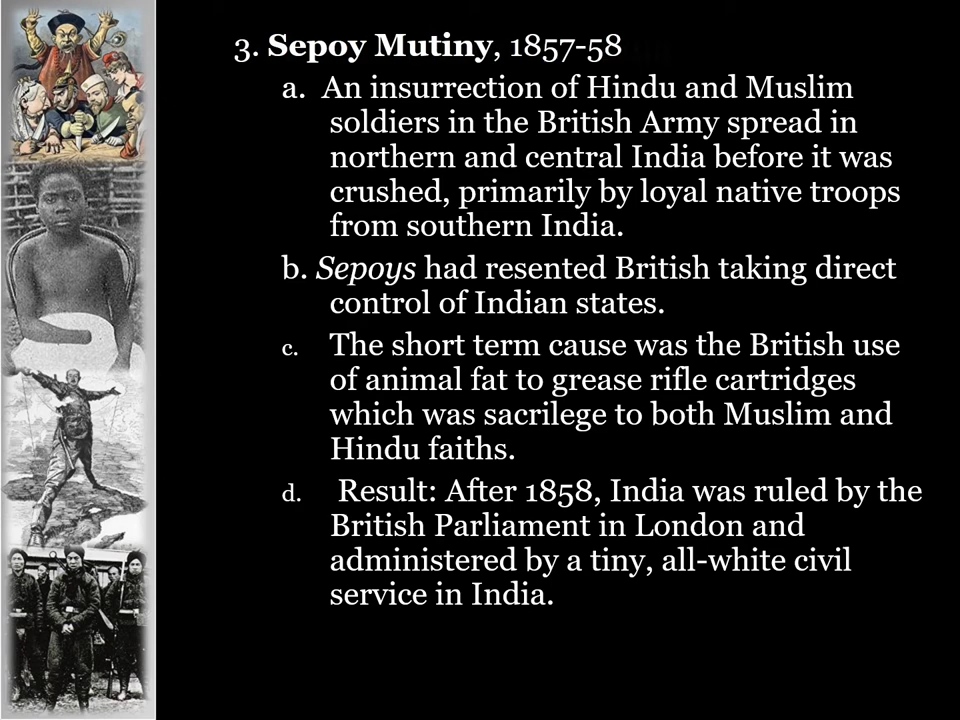 3. Sepoy Mutiny, 1857-58
a. An insurrection of Hindu and Muslim
soldiers in the British Army spread in
northern and central India before it was
crushed, primarily by loyal native troops
from southern India.
b. Sepoys had resented British taking direct
control of Indian states.
c. The short term cause was the British use
of animal fat to grease rifle cartridges
which was sacrilege to both Muslim and
Hindu faiths.
d. Result: After 1858, India was ruled by the
British Parliament in London and
administered by a tiny, all-white civil
service in India.